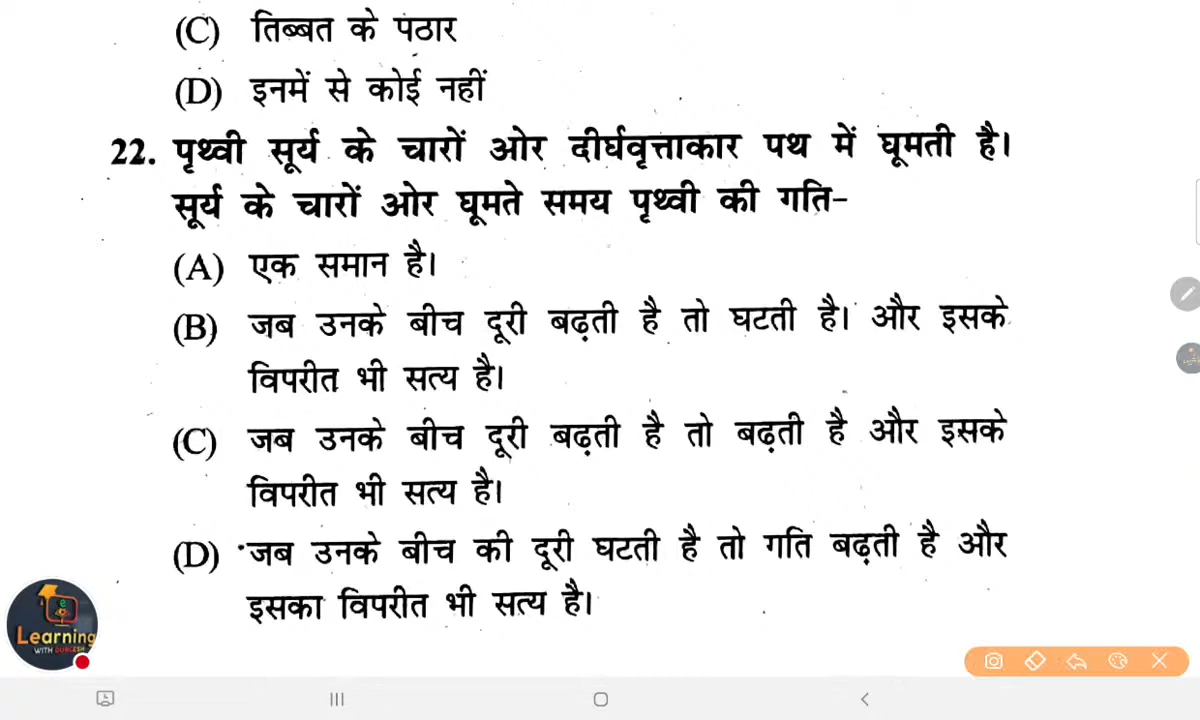 (C) तिब्बत के पठार
(D) इनमें से कोई नहीं
22. पृथ्वी सूर्य के चारों ओर दीर्घवृत्ताकार पथ में घूमती है।
सूर्य के चारों ओर घूमते समय पृथ्वी की गति-
(A) एक समान है।
(B) जब उनके बीच दूरी बढ़ती है तो घटती है। और इसके
विपरीत भी सत्य है।
(C) जब उनके बीच दूरी बढ़ती है तो बढ़ती है और इसके
विपरीत भी सत्य है।
(D) जब उनके बीच की दूरी घटती है तो गति बढ़ती है और
इसका विपरीत भी सत्य है।
Learning
WITH DURGESH